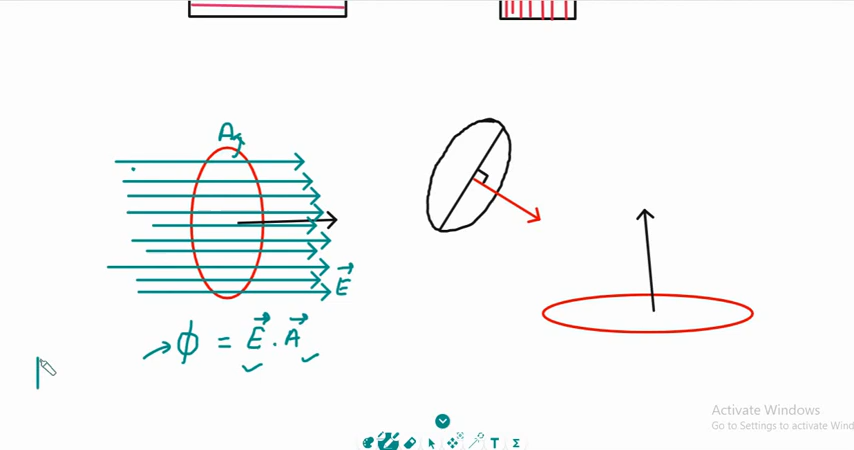 A
E⃗
→ φ = E⃗ . A⃗
Activate Windows
Go to Settings to activate Wind
T Σ